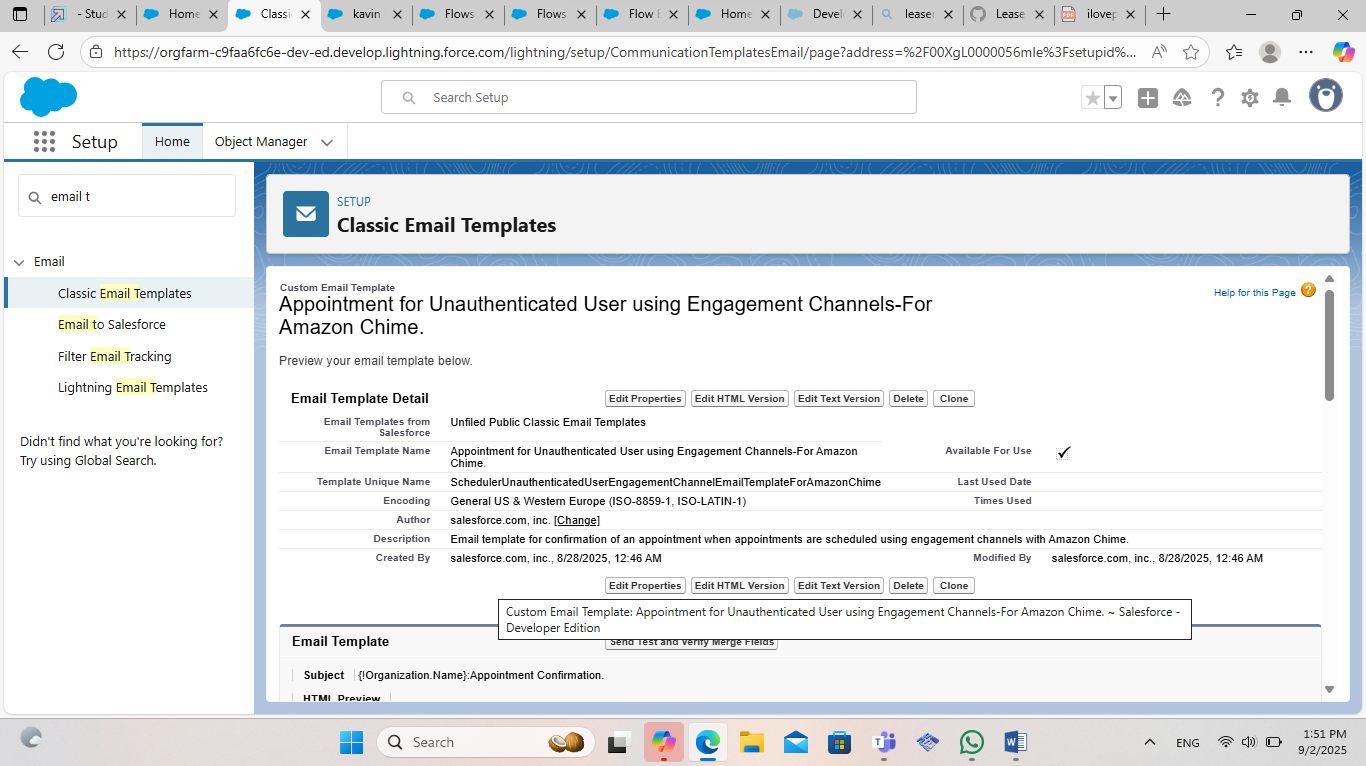 - Stud
Home
Classic
kavin
Flows
Flows
Flow
Home
Devel
leaser
Lease
ilovep
https://orgfarm-c9faa6fc6e-dev-ed.develop.lightning.force.com/lightning/setup/CommunicationTemplatesEmail/page?address=%2F00XgL0000056mIe%3Fsetupid%...
Search Setup
Setup
Home
Object Manager
email t
Email
Classic Email Templates
Email to Salesforce
Filter Email Tracking
Lightning Email Templates
Didn't find what you're looking for?
Try using Global Search.
SETUP
Classic Email Templates
Custom Email Template
Appointment for Unauthenticated User using Engagement Channels-For
Amazon Chime.
Help for this Page
Preview your email template below.
Email Template Detail
Edit Properties Edit HTML Version Edit Text Version Delete Clone
Email Templates from
Salesforce
Unfiled Public Classic Email Templates
Email Template Name
Appointment for Unauthenticated User using Engagement Channels-For Amazon
Chime.
Available For Use
Template Unique Name
SchedulerUnauthenticatedUserEngagementChannelEmailTemplateForAmazonChime
Last Used Date
Encoding
General US & Western Europe (ISO-8859-1, ISO-LATIN-1)
Times Used
Author
salesforce.com, inc. [Change]
Description
Email template for confirmation of an appointment when appointments are scheduled using engagement channels with Amazon Chime.
Created By
salesforce.com, inc., 8/28/2025, 12:46 AM
Modified By
salesforce.com, inc., 8/28/2025, 12:46 AM
Edit Properties Edit HTML Version Edit Text Version Delete Clone
Custom Email Template: Appointment for Unauthenticated User using Engagement Channels-For Amazon Chime. ~ Salesforce -
Developer Edition
Email Template
Send Test and Verify Merge Fields
Subject
{!Organization.Name}:Appointment Confirmation.
HTML Preview
Search
ENG
1:51 PM
9/2/2025